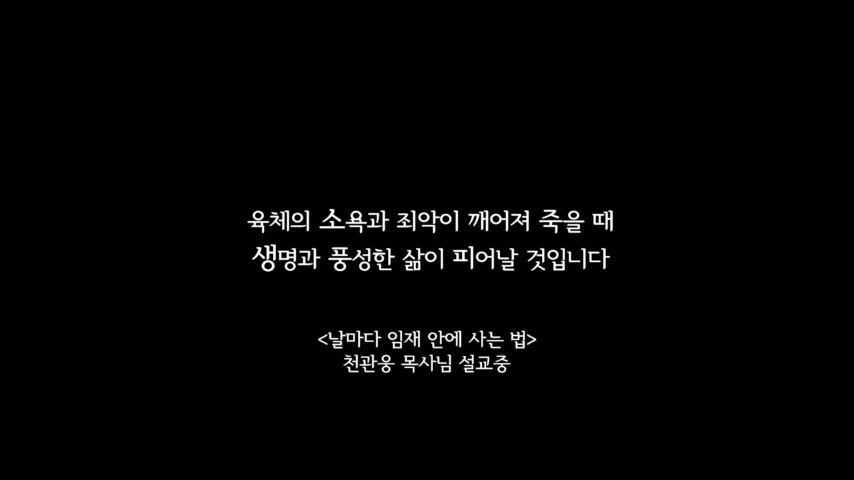 육체의 소욕과 죄악이 깨어져 죽을 때
생명과 풍성한 삶이 피어날 것입니다
<날마다 임재 안에 사는 법>
천관웅 목사님 설교중